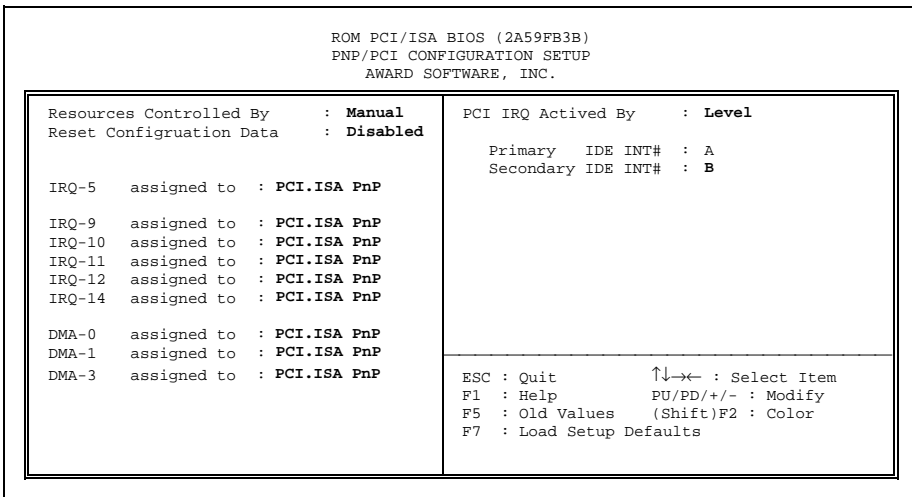 ROM PCI/ISA BIOS (2A59FB3B)
PNP/PCI CONFIGURATION SETUP
AWARD SOFTWARE, INC.
Resources Controlled By : Manual
Reset Configruation Data : Disabled
IRQ-5 assigned to : PCI.ISA PnP
IRQ-9 assigned to : PCI.ISA PnP
IRQ-10 assigned to : PCI.ISA PnP
IRQ-11 assigned to : PCI.ISA PnP
IRQ-12 assigned to : PCI.ISA PnP
IRQ-14 assigned to : PCI.ISA PnP
DMA-0 assigned to : PCI.ISA PnP
DMA-1 assigned to : PCI.ISA PnP
DMA-3 assigned to : PCI.ISA PnP
PCI IRQ Actived By : Level
Primary IDE INT# : A
Secondary IDE INT# : B
ESC : Quit ↑↓→← : Select Item
F1 : Help PU/PD/+/- : Modify
F5 : Old Values (Shift)F2 : Color
F7 : Load Setup Defaults